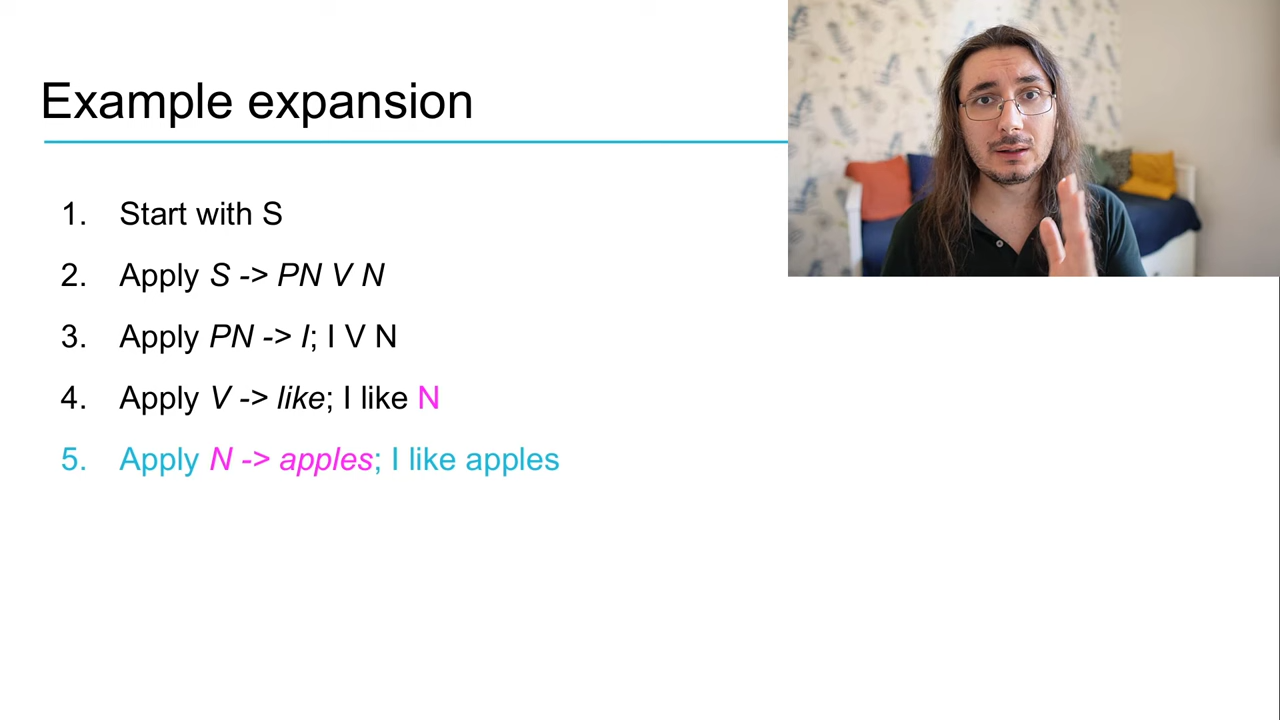 Example expansion
1. Start with S
2. Apply S -> PN V N
3. Apply PN -> I; I V N
4. Apply V -> like; I like N
5. Apply N -> apples; I like apples